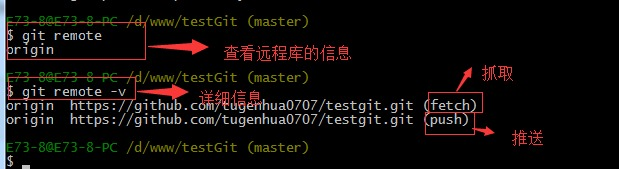 E73-8@E73-8-PC /d/www/testGit (master)
$ git remote
origin
查看远程库的信息
E73-8@E73-8-PC /d/www/testGit (master)
$ git remote -v
详细信息
抓取
origin https://github.com/tugenhua0707/testgit.git (fetch)
origin https://github.com/tugenhua0707/testgit.git (push)
推送
E73-8@E73-8-PC /d/www/testGit (master)
$